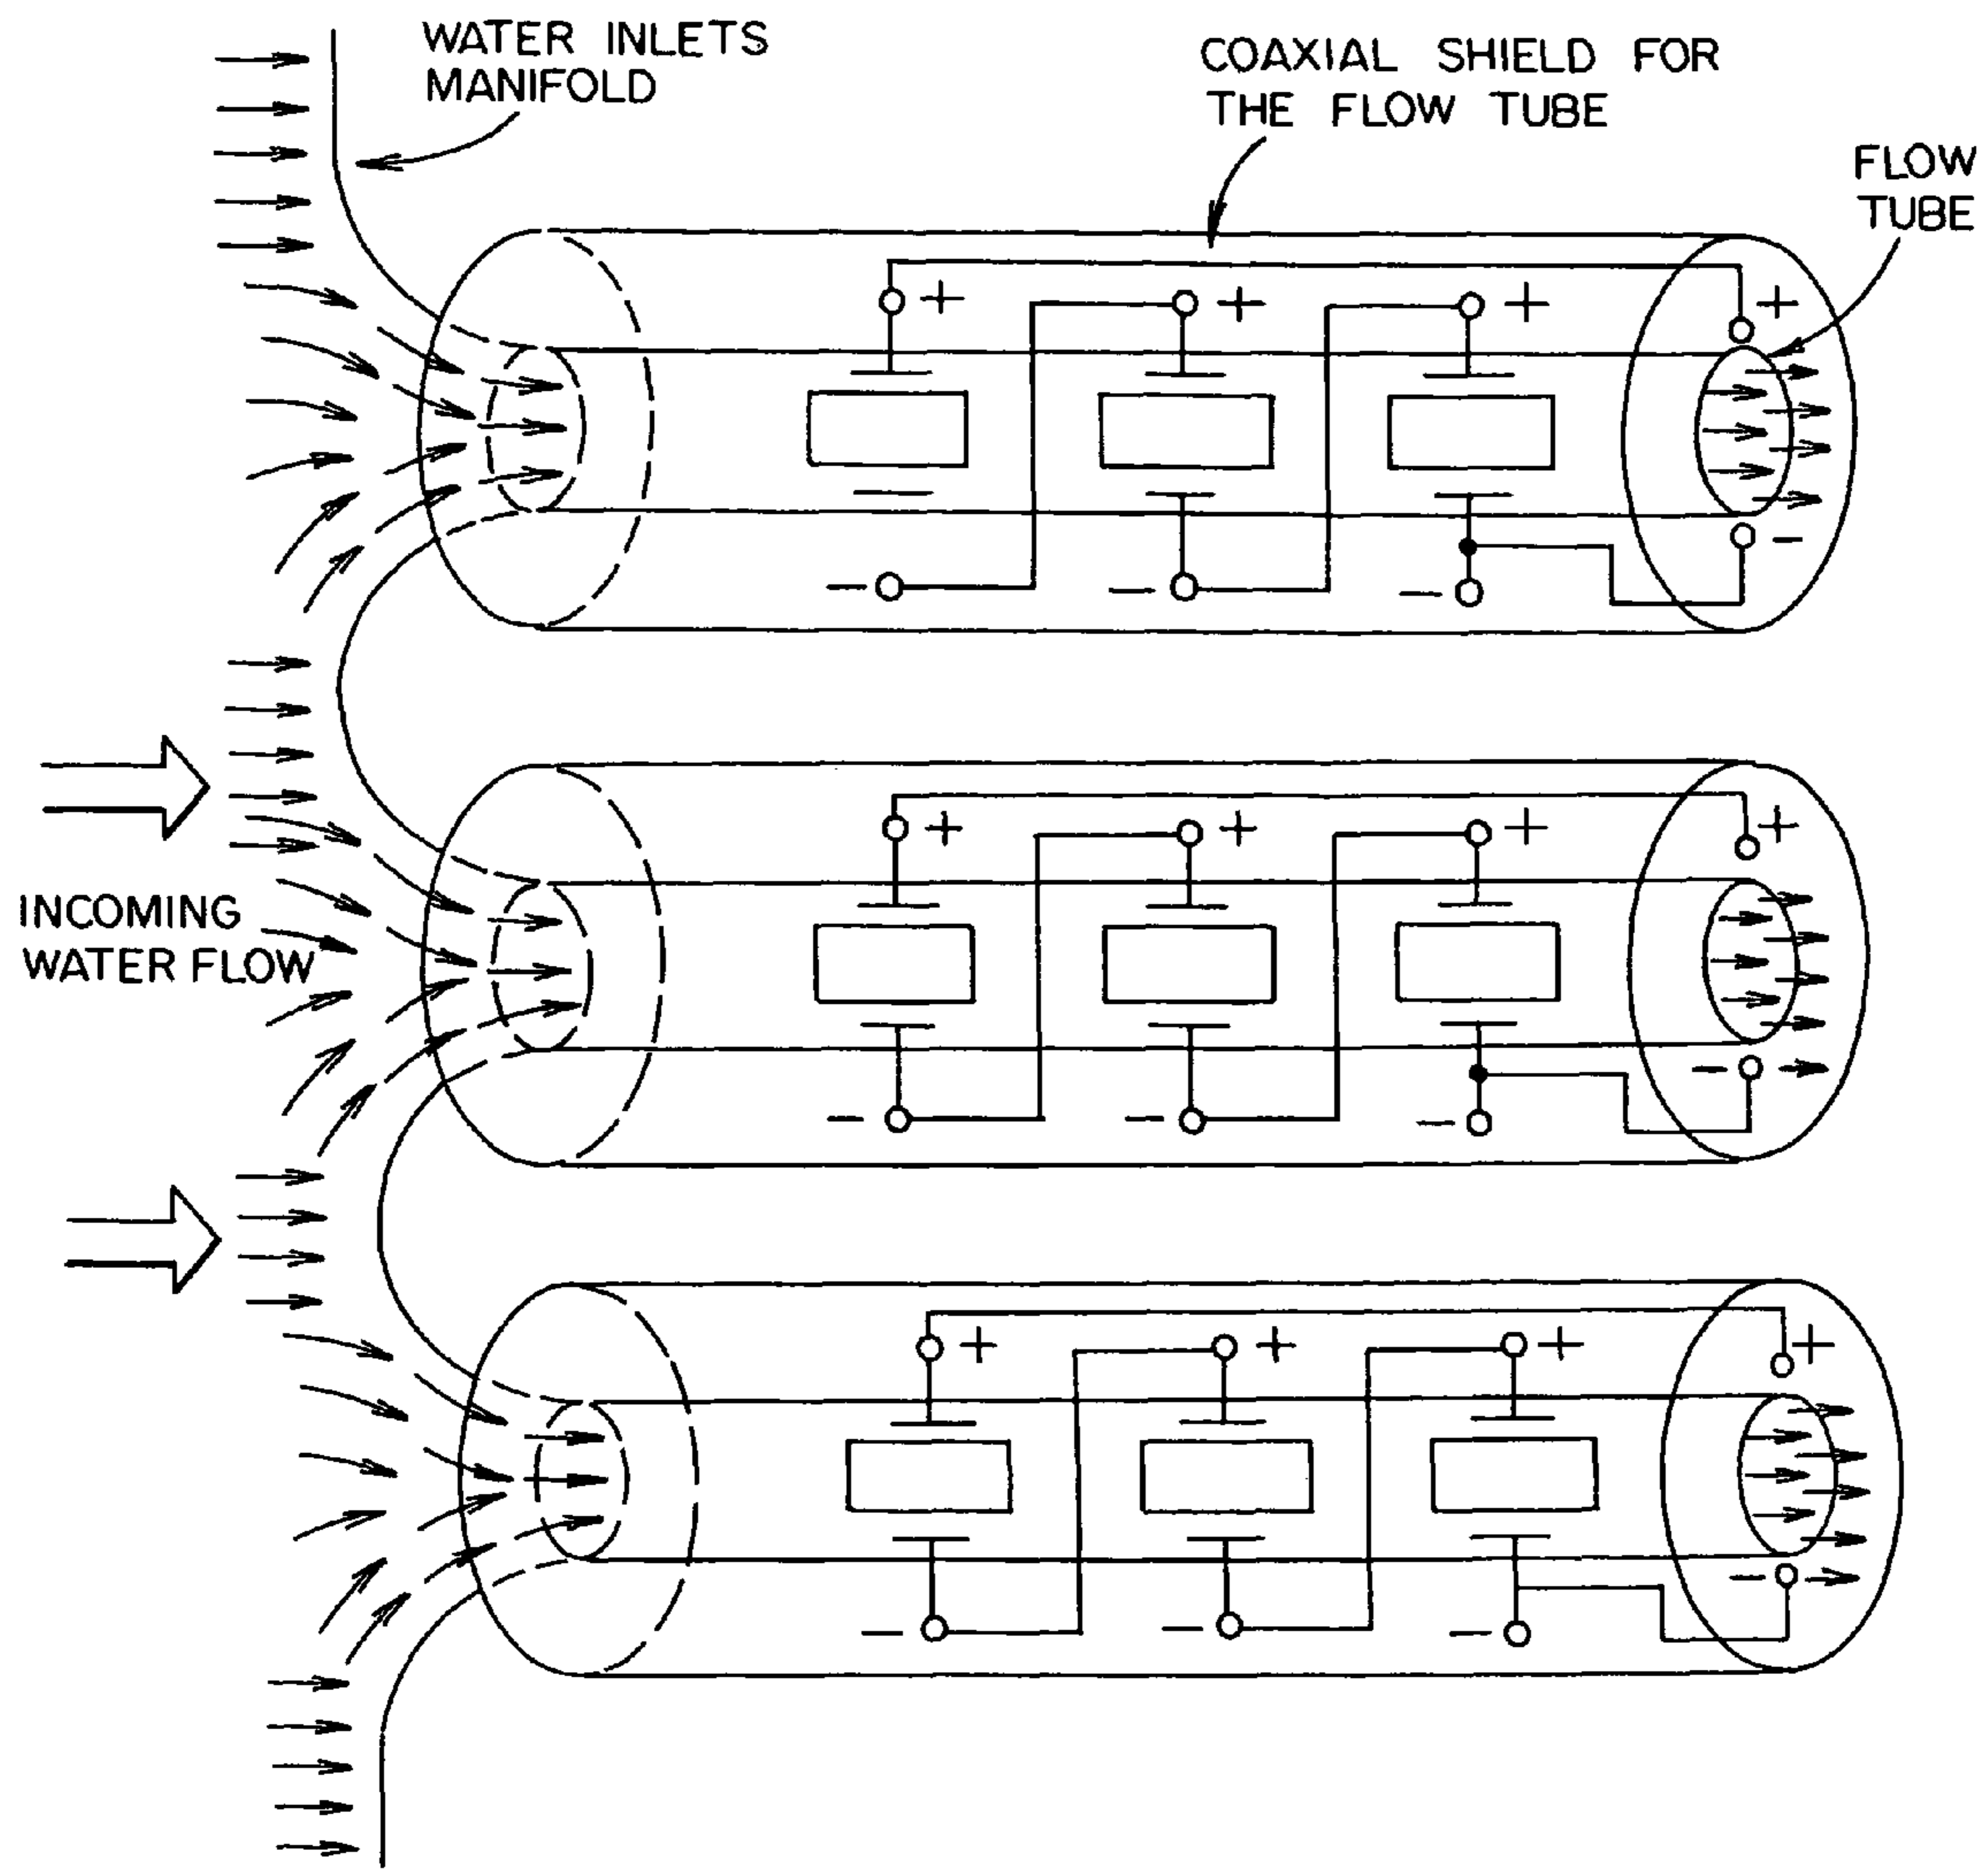 WATER INLETS
MANIFOLD
COAXIAL SHIELD FOR
THE FLOW TUBE
FLOW
TUBE
+ + + +
- - - -
INCOMING
WATER FLOW
+ + + +
- - - -
+ + + +
- - - -